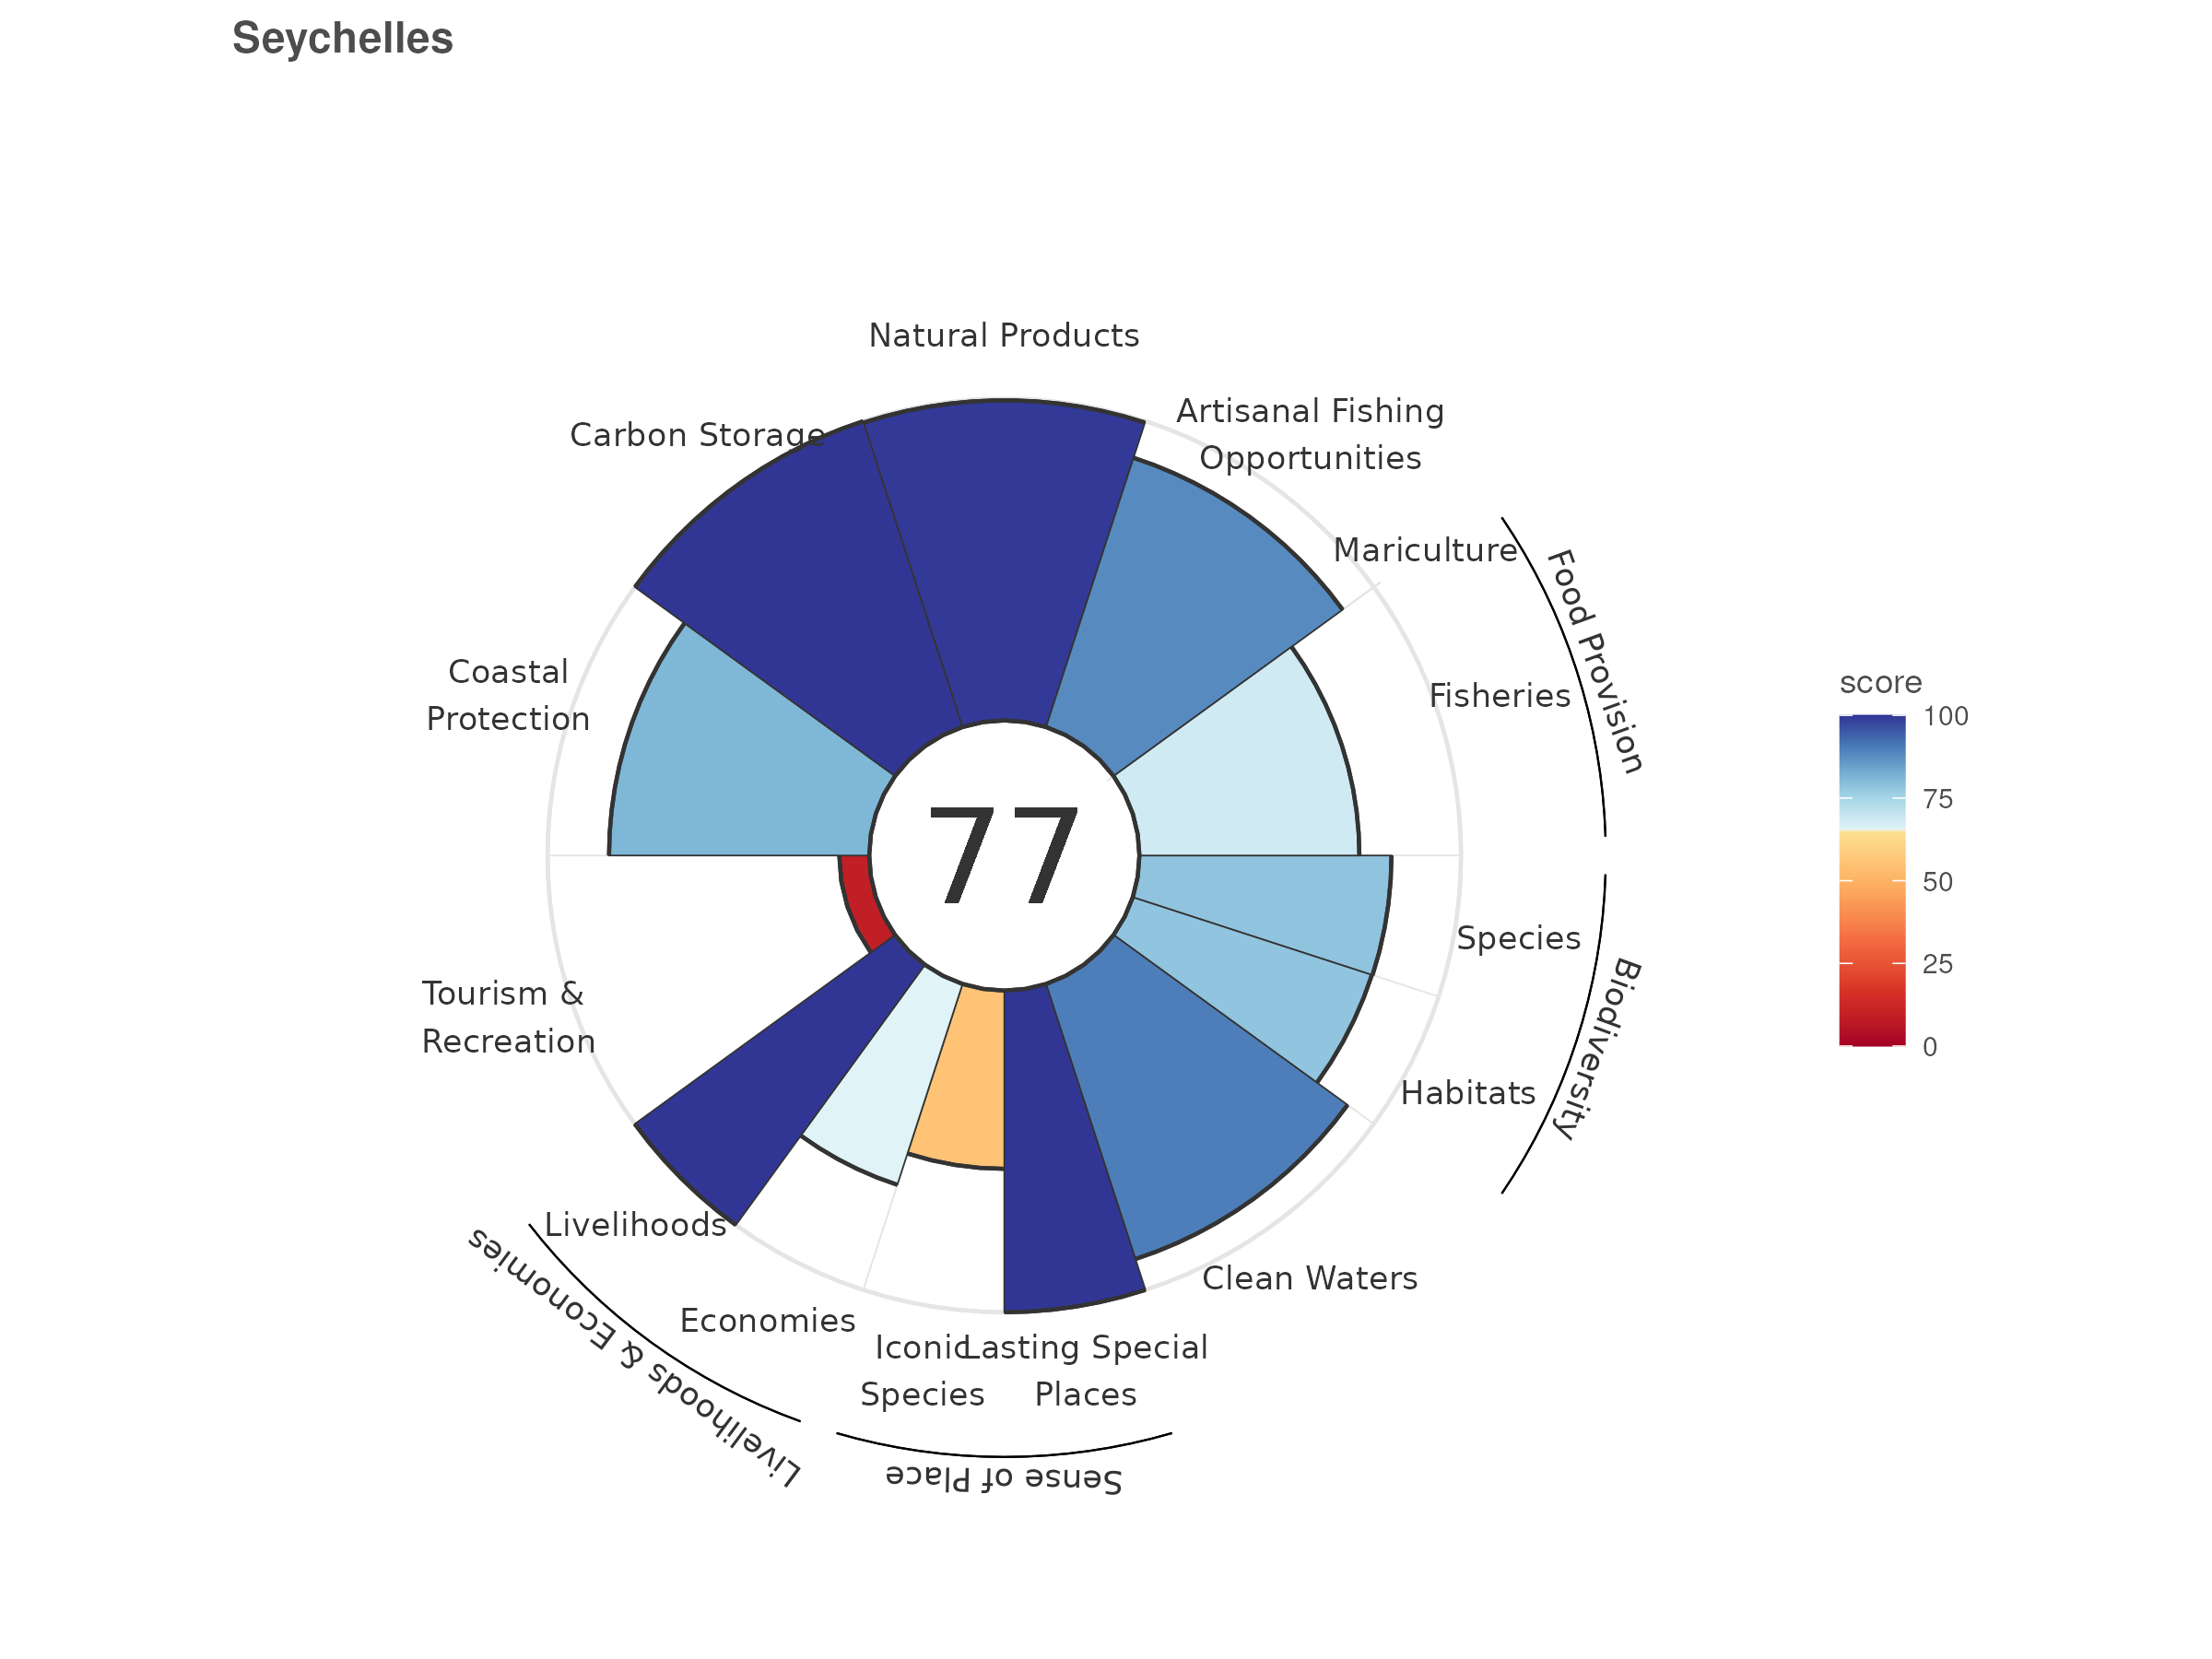 Seychelles
Natural Products
Artisanal Fishing
Opportunities
Carbon Storage
Mariculture
Food Provision
Fisheries
Coastal
Protection
77
score
100
75
50
25
0
Species
Biodiversity
Habitats
Tourism &
Recreation
Livelihoods
Livelihoods & Economies
Clean Waters
Economies
Iconic
Species
Lasting Special
Places
Sense of Place